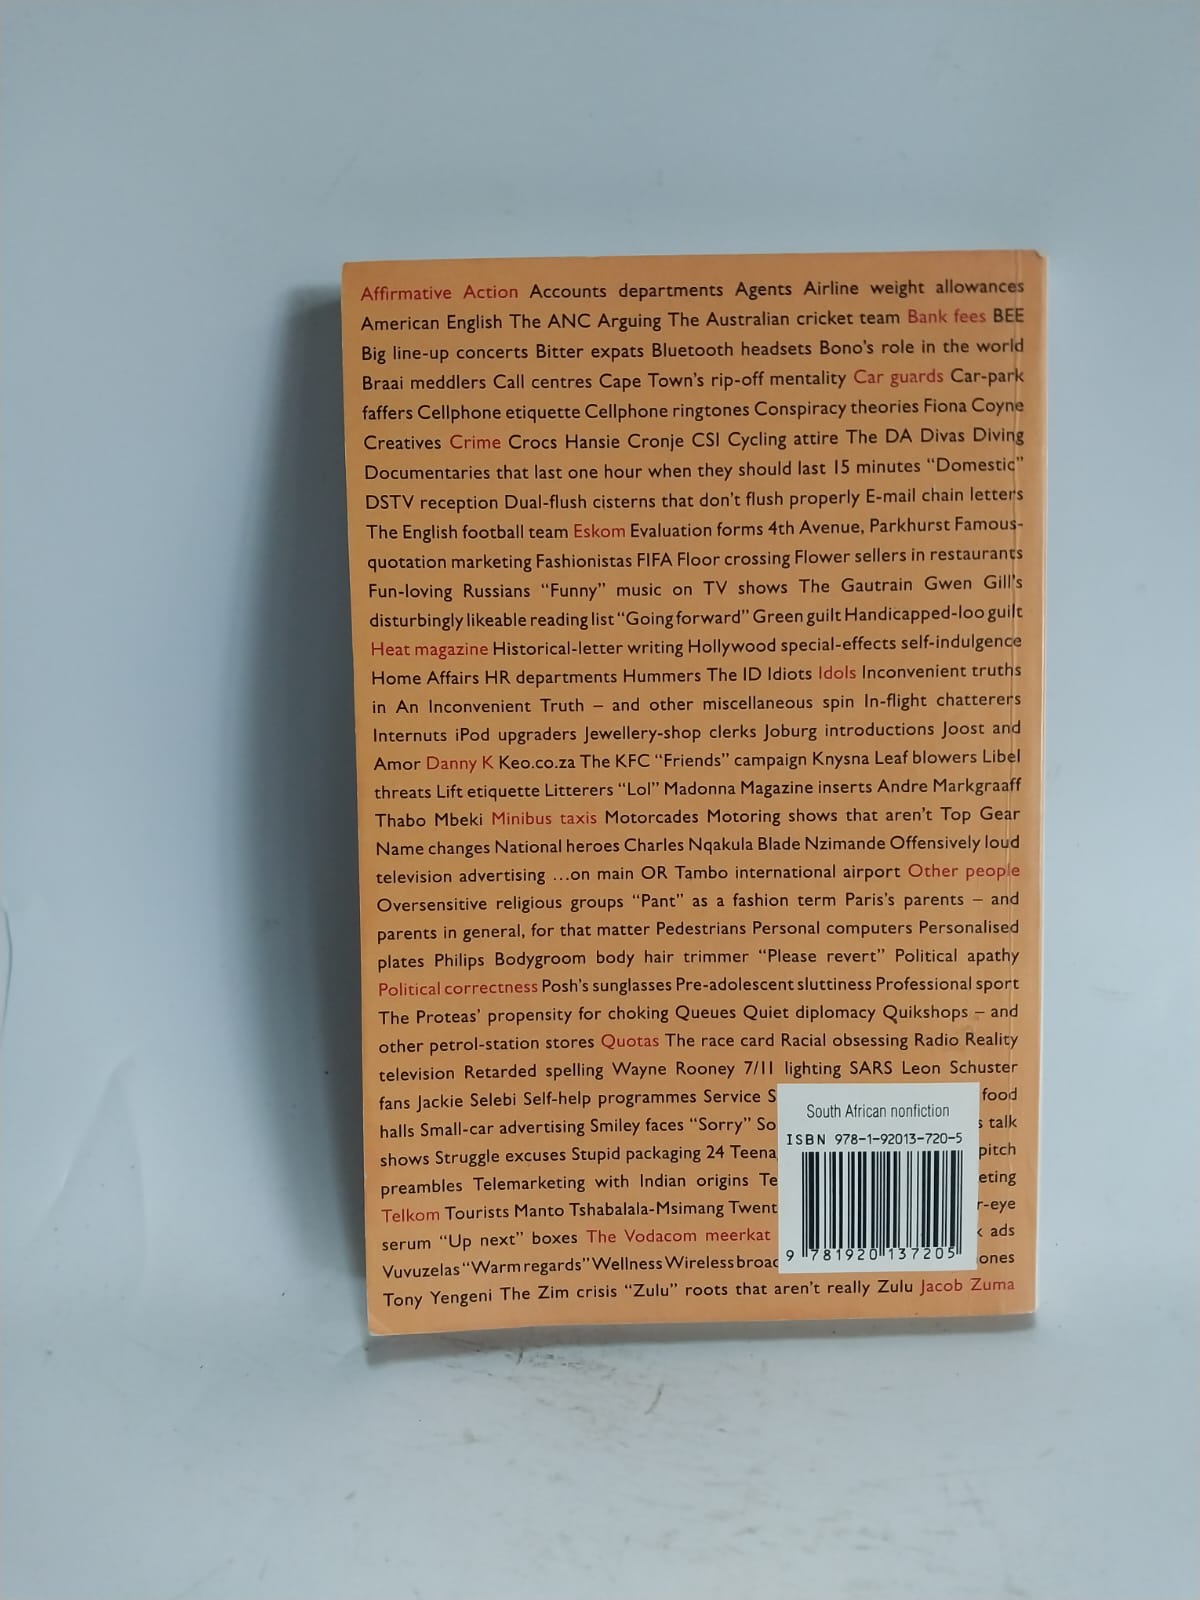 Affirmative Action Accounts departments Agents Airline weight allowances
American English The ANC Arguing The Australian cricket team Bank fees BEE
Big line-up concerts Bitter expats Bluetooth headsets Bono's role in the world
Braai meddlers Call centres Cape Town's rip-off mentality Car guards Car-park
faffers Cellphone etiquette Cellphone ringtones Conspiracy theories Fiona Coyne
Creatives Crime Crocs Hansie Cronje CSI Cycling attire The DA Divas Diving
Documentaries that last one hour when they should last 15 minutes “Domestic”
DSTV reception Dual-flush cisterns that don't flush properly E-mail chain letters
The English football team Eskom Evaluation forms 4th Avenue, Parkhurst Famous-
quotation marketing Fashionistas FIFA Floor crossing Flower sellers in restaurants
Fun-loving Russians “Funny” music on TV shows The Gautrain Gwen Gill's
disturbingly likeable reading list “Going forward” Green guilt Handicapped-loo guilt
Heat magazine Historical-letter writing Hollywood special-effects self-indulgence
Home Affairs HR departments Hummers The ID Idiots Idols Inconvenient truths
in An Inconvenient Truth – and other miscellaneous spin In-flight chatterers
Internuts iPod upgraders Jewellery-shop clerks Joburg introductions Joost and
Amor Danny K Keo.co.za The KFC “Friends” campaign Knysna Leaf blowers Libel
threats Lift etiquette Litterers “Lol” Madonna Magazine inserts Andre Markgraaff
Thabo Mbeki Minibus taxis Motorcades Motoring shows that aren't Top Gear
Name changes National heroes Charles Nqakula Blade Nzimande Offensively loud
television advertising ...on main OR Tambo international airport Other people
Oversensitive religious groups “Pant” as a fashion term Paris's parents – and
parents in general, for that matter Pedestrians Personal computers Personalised
plates Philips Bodygroom body hair trimmer “Please revert” Political apathy
Political correctness Posh's sunglasses Pre-adolescent sluttiness Professional sport
The Proteas' propensity for choking Queues Quiet diplomacy Quikshops – and
other petrol-station stores Quotas The race card Racial obsessing Radio Reality
television Retarded spelling Wayne Rooney 7/11 lighting SARS Leon Schuster
fans Jackie Selebi Self-help programmes Service S food
halls Small-car advertising Smiley faces “Sorry” So s talk
shows Struggle excuses Stupid packaging 24 Teena pitch
preambles Telemarketing with Indian origins Te eting
Telkom Tourists Manto Tshabalala-Msimang Twent r-eye
serum “Up next” boxes The Vodacom meerkat k ads
Vuvuzelas “Warm regards” Wellness Wireless broad ones
Tony Yengeni The Zim crisis “Zulu” roots that aren't really Zulu Jacob Zuma
South African nonfiction
ISBN 978-1-92013-720-5
9 781920 137205